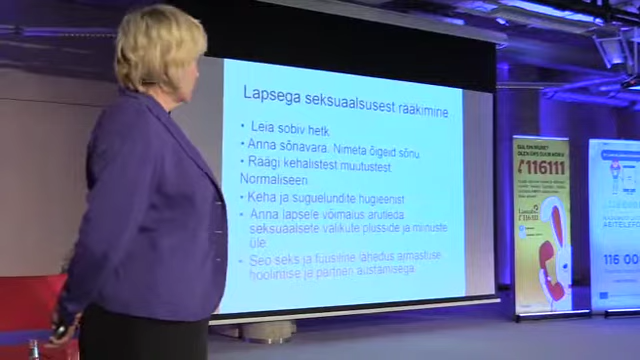 Lapsega seksuaalsusest rääkimine
• Leia sobiv hetk
• Anna sõnavara. Nimeta õigeid sõnu
• Räägi kehalistest muutustest.
Normaliseeri
• Keha ja suguelundite hügieenist
• Anna lapsele võimalus arutleda
seksuaalsete valikute plusside ja miinuste
üle.
• Seo seks ja füüsiline lähedus armastuse,
hoolimise ja partneri austamisega.
116111
116 006